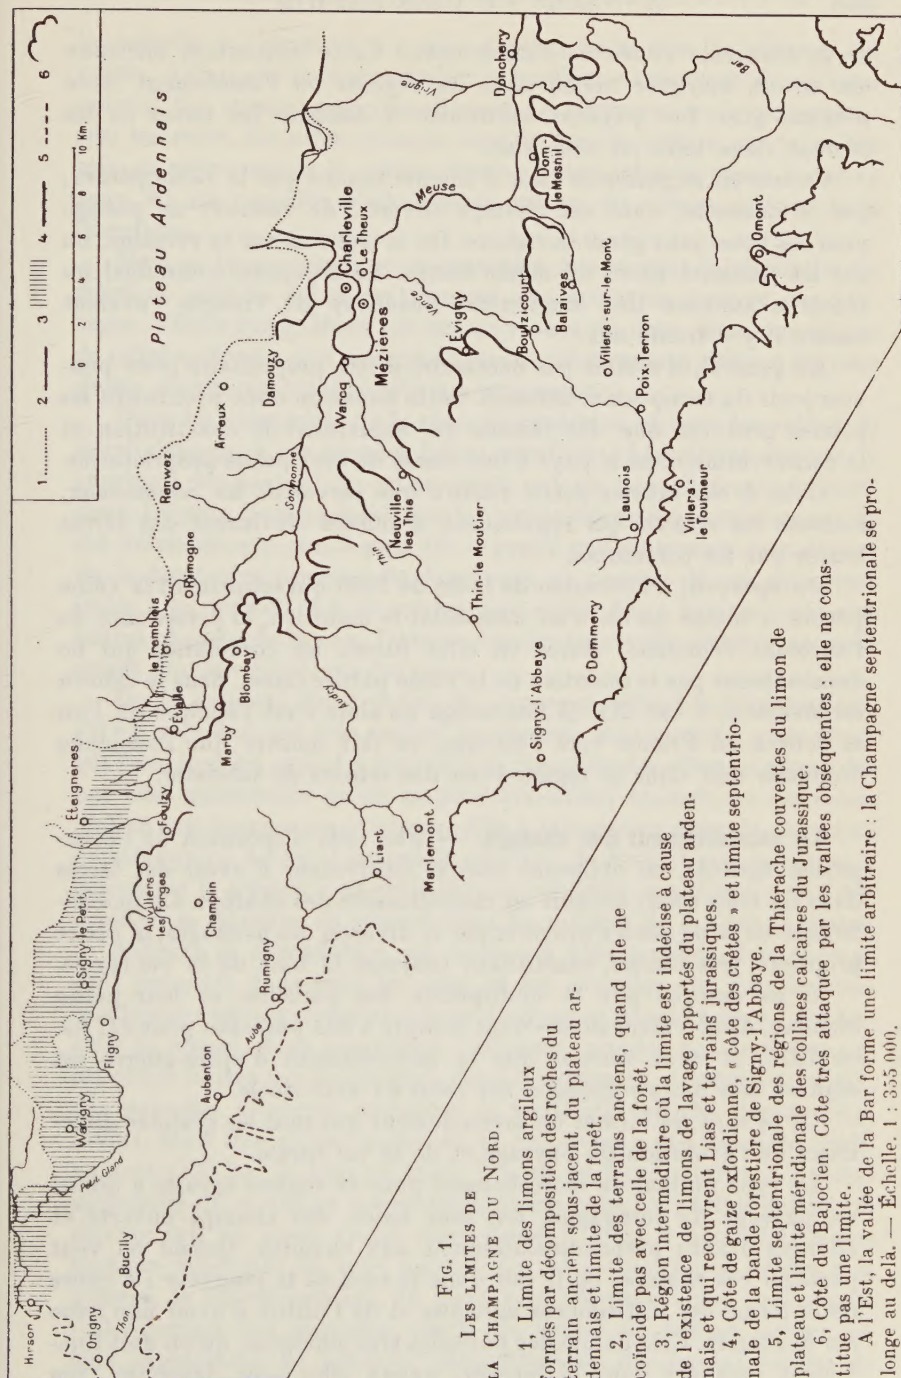 1 2 3 4 5 6
0 2 4 6 8 10 Km.
Plateau Ardennais
Hirson
Origny
Bucilly
Thon
Petit Gland
Watigny
Fligny
Signy-le Petit
Aubanton
Aube
Rumigny
Champlin
Auvilliers-
les Forges
Foulzy
Eteignères
Etalle
le Tremblois
Marby
Blombay
Rimogne
Renwez
Arreux
Damouzy
Sormonne
Warcq
Mézières
Charleville
Le Theux
Meuse
Vrigne
Donchery
Bar
Dom-
le Mesnil
Liart
Marlemont
Audry
Signy-l'Abbaye
Dommery
Thin-le Moutier
Thin
Neuville
les This
Évigny
Vence
Boulzicourt
Balaives
Villers-sur-le-Mont
Poix-Terron
Launois
Villers-
le Tourneur
Omont
FIG. 1.
LES LIMITES DE
LA CHAMPAGNE DU NORD.
1, Limite des limons argileux
formés par décomposition des roches du
terrain ancien sous-jacent du plateau ar-
dennais et limite de la forêt.
2, Limite des terrains anciens, quand elle ne
coïncide pas avec celle de la forêt.
3, Région intermédiaire où la limite est indécise à cause
de l'existence de limons de lavage apportés du plateau arden-
nais et qui recouvrent Lias et terrains jurassiques.
4, Côte de gaize oxfordienne, « côte des crêtes » et limite septentrio-
nale de la bande forestière de Signy-l'Abbaye.
5, Limite septentrionale des régions de la Thiérache couvertes du limon de
plateau et limite méridionale des collines calcaires du Jurassique.
6, Côte du Bajocien. Côte très attaquée par les vallées obséquentes elle ne cons-
titue pas une limite.
A l'Est, la vallée de la Bar forme une limite arbitraire : la Champagne septentrionale se pro-
longe au delà. — Échelle. 1 : 335 000.